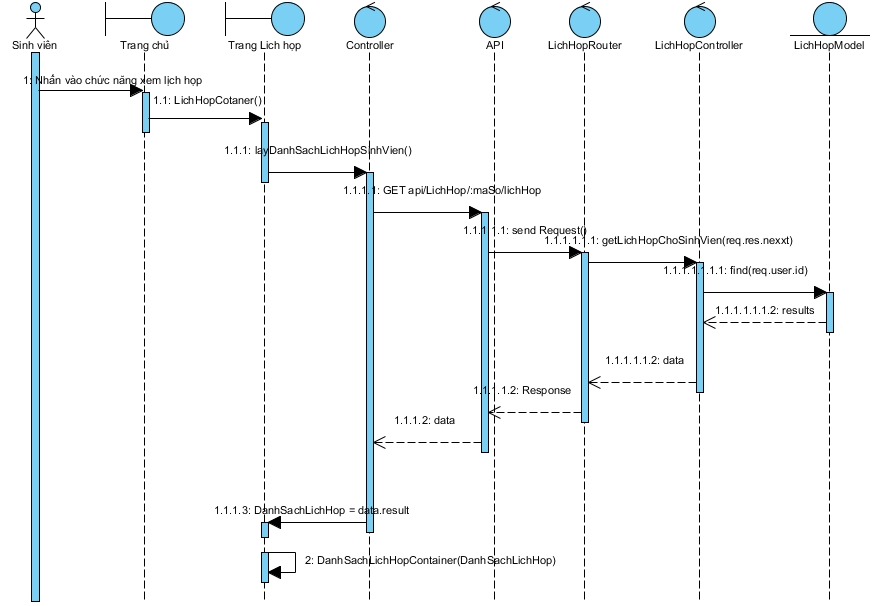 Sinh viên
Trang chủ
Trang Lich họp
Controller
API
LichHopRouter
LichHopController
LichHopModel
1: Nhấn vào chức năng xem lịch họp
1.1: LichHopCotaner()
1.1.1: layDanhSachLichHopSinhVien()
1.1.1.1: GET api/LichHop/:maSo/lichHop
1.1.1.1.1: send Request()
1.1.1.1.1.1: getLichHopChoSinhVien(req.res.nexxt)
1.1.1.1.1.1.1: find(req.user.id)
1.1.1.1.1.1.2: results
1.1.1.1.1.2: data
1.1.1.1.2: Response
1.1.1.2: data
1.1.1.3: DanhSachLichHop = data.result
2: DanhSachLichHopContainer(DanhSachLichHop)